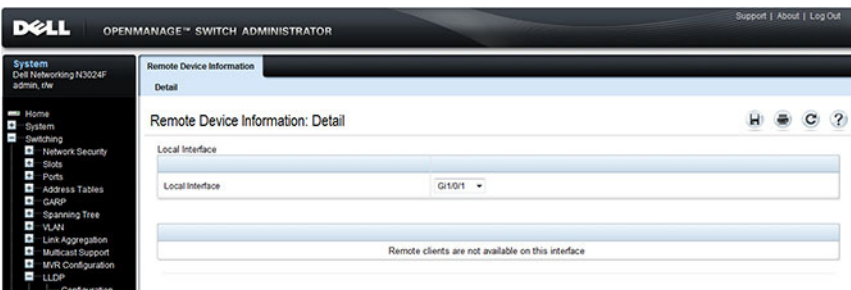 Support | About | Log Out
DELL OPENMANAGE™ SWITCH ADMINISTRATOR
System
Dell Networking N3024F
admin, r/w
Home
System
Switching
Network Security
Slots
Ports
Address Tables
GARP
Spanning Tree
VLAN
Link Aggregation
Multicast Support
MVR Configuration
LLDP
Configuration
Remote Device Information
Detail
Remote Device Information: Detail
Local Interface
Local Interface Gi1/0/1
Remote clients are not available on this interface